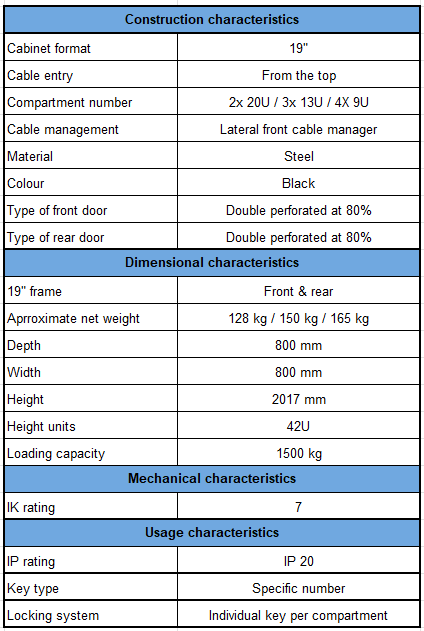 Construction characteristics
Cabinet format 19"
Cable entry From the top
Compartment number 2x 20U / 3x 13U / 4X 9U
Cable management Lateral front cable manager
Material Steel
Colour Black
Type of front door Double perforated at 80%
Type of rear door Double perforated at 80%
Dimensional characteristics
19" frame Front & rear
Aprroximate net weight 128 kg / 150 kg / 165 kg
Depth 800 mm
Width 800 mm
Height 2017 mm
Height units 42U
Loading capacity 1500 kg
Mechanical characteristics
IK rating 7
Usage characteristics
IP rating IP 20
Key type Specific number
Locking system Individual key per compartment